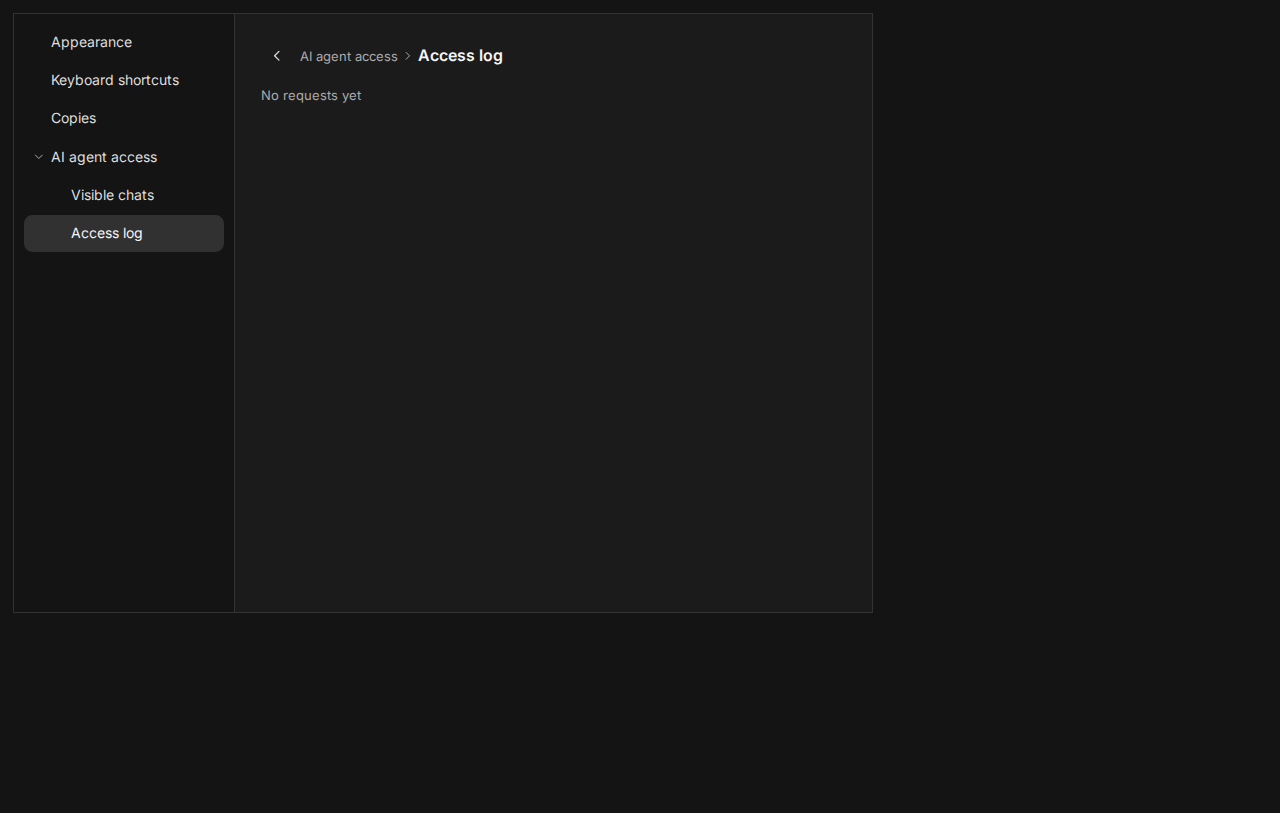 Appearance
Keyboard shortcuts
Copies
AI agent access
Visible chats
Access log
AI agent access > Access log
No requests yet